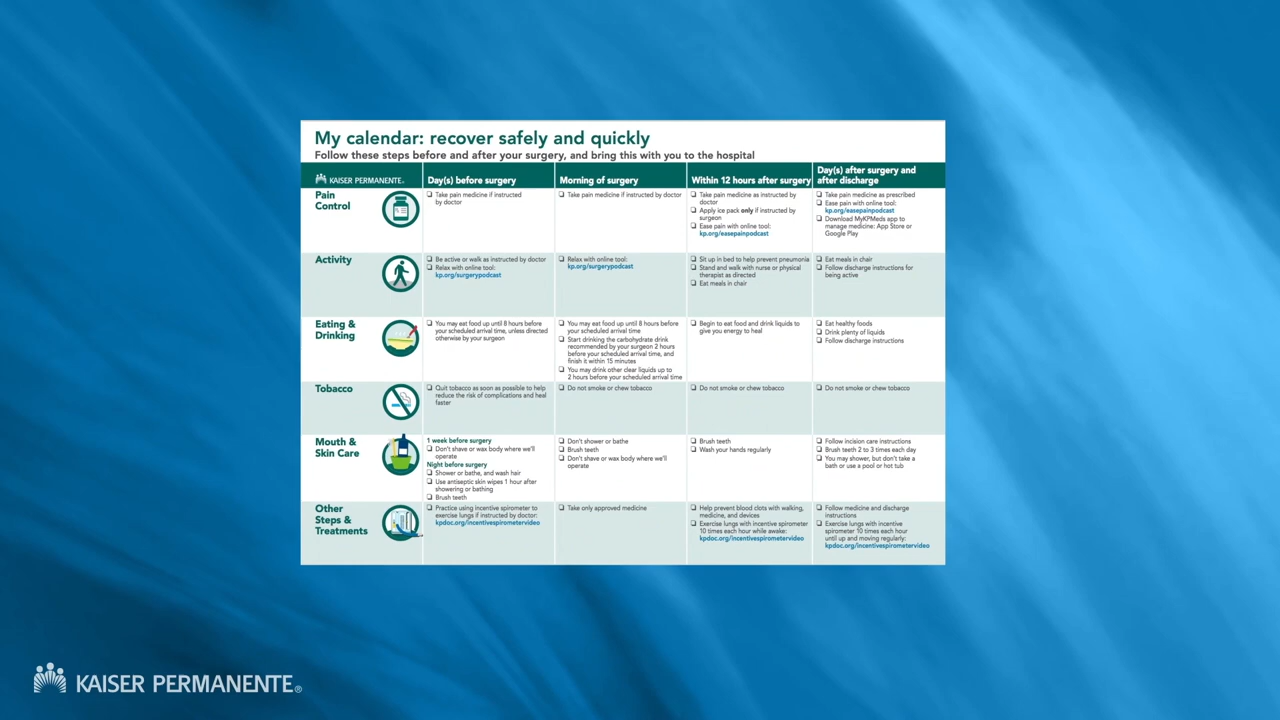 My calendar: recover safely and quickly
Follow these steps before and after your surgery, and bring this with you to the hospital
KAISER PERMANENTE®
Day(s) before surgery
Morning of surgery
Within 12 hours after surgery
Day(s) after surgery and
after discharge
Pain
Control
❑ Take pain medicine if instructed
by doctor
❑ Take pain medicine if instructed by doctor
❑ Take pain medicine as instructed by
doctor
❑ Apply ice pack only if instructed by
surgeon
❑ Ease pain with online tool:
kp.org/easepainpodcast
❑ Take pain medicine as prescribed
❑ Ease pain with online tool:
kp.org/easepainpodcast
❑ Download MyKPMeds app to
manage medicine: App Store or
Google Play
Activity
❑ Be active or walk as instructed by doctor
❑ Relax with online tool:
kp.org/surgerypodcast
❑ Relax with online tool:
kp.org/surgerypodcast
❑ Sit up in bed to help prevent pneumonia
❑ Stand and walk with nurse or physical
therapist as directed
❑ Eat meals in chair
❑ Eat meals in chair
❑ Follow discharge instructions for
being active
Eating &
Drinking
❑ You may eat food up until 8 hours before
your scheduled arrival time, unless directed
otherwise by your surgeon
❑ You may eat food up until 8 hours before
your scheduled arrival time
❑ Start drinking the carbohydrate drink
recommended by your surgeon 2 hours
before your scheduled arrival time, and
finish it within 15 minutes
❑ You may drink other clear liquids up to
2 hours before your scheduled arrival time
❑ Begin to eat food and drink liquids to
give you energy to heal
❑ Eat healthy foods
❑ Drink plenty of liquids
❑ Follow discharge instructions
Tobacco
❑ Quit tobacco as soon as possible to help
reduce the risk of complications and heal
faster
❑ Do not smoke or chew tobacco
❑ Do not smoke or chew tobacco
❑ Do not smoke or chew tobacco
Mouth &
Skin Care
1 week before surgery
❑ Don't shave or wax body where we'll
operate
Night before surgery
❑ Shower or bathe, and wash hair
❑ Use antiseptic skin wipes 1 hour after
showering or bathing
❑ Brush teeth
❑ Don't shower or bathe
❑ Brush teeth
❑ Don't shave or wax body where we'll
operate
❑ Brush teeth
❑ Wash your hands regularly
❑ Follow incision care instructions
❑ Brush teeth 2 to 3 times each day
❑ You may shower, but don't take a
bath or use a pool or hot tub
Other
Steps &
Treatments
❑ Practice using incentive spirometer to
exercise lungs if instructed by doctor:
kpdoc.org/incentivespirometervideo
❑ Take only approved medicine
❑ Help prevent blood clots with walking,
medicine, and devices
❑ Exercise lungs with incentive spirometer
10 times each hour while awake:
kpdoc.org/incentivespirometervideo
❑ Follow medicine and discharge
instructions
❑ Exercise lungs with incentive
spirometer 10 times each hour
until up and moving regularly:
kpdoc.org/incentivespirometervideo
KAISER PERMANENTE®